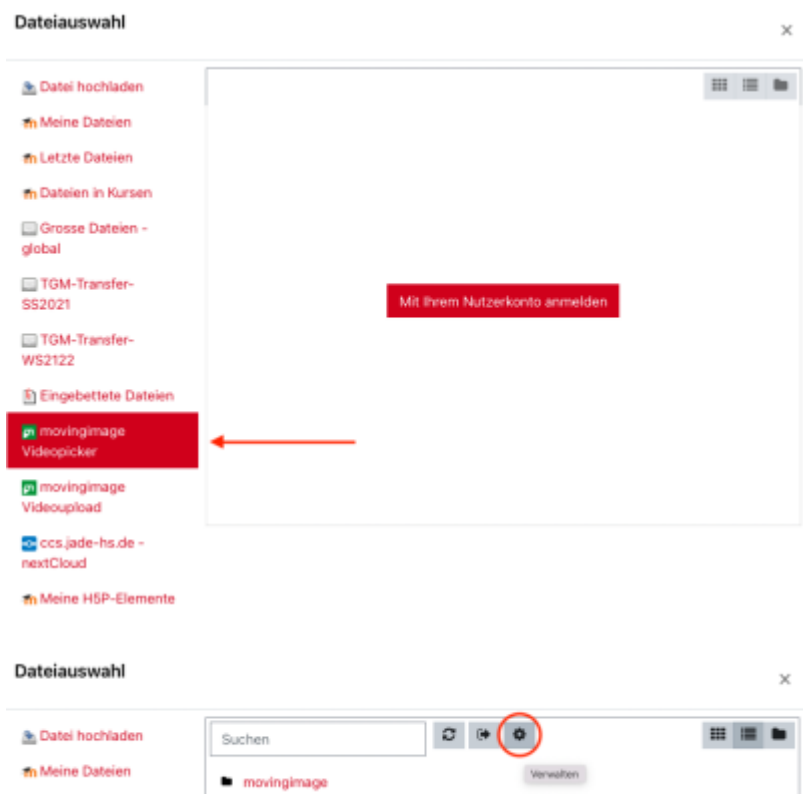 Dateiauswahl
×
Datei hochladen
Meine Dateien
Letzte Dateien
Dateien in Kursen
Grosse Dateien -
global
TGM-Transfer-
SS2021
TGM-Transfer-
WS2122
Eingebettete Dateien
movingimage
Videopicker
movingimage
Videoupload
ccs.jade-hs.de -
nextCloud
Meine H5P-Elemente
Mit Ihrem Nutzerkonto anmelden
Dateiauswahl
×
Datei hochladen
Meine Dateien
Suchen
Verwalten
movingimage